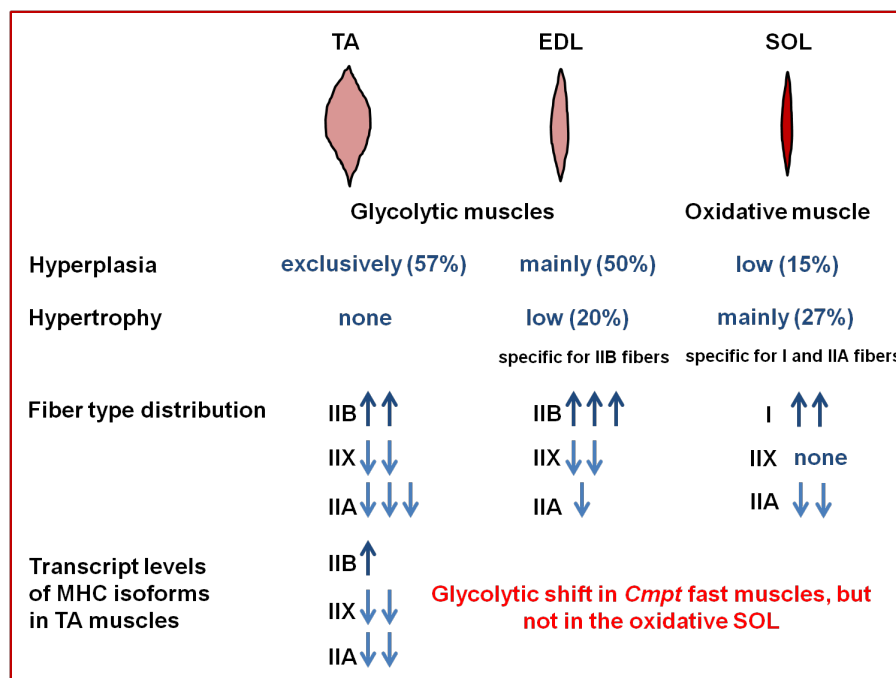 TA EDL SOL
Glycolytic muscles Oxidative muscle
Hyperplasia exclusively (57%) mainly (50%) low (15%)
Hypertrophy none low (20%) mainly (27%)
specific for IIB fibers specific for I and IIA fibers
Fiber type distribution IIB ↑↑ IIB ↑↑↑ I ↑↑
IIX ↓↓ IIX ↓↓ IIX none
IIA ↓↓↓ IIA ↓ IIA ↓↓
IIB ↑
Transcript levels
of MHC isoforms IIX ↓↓ Glycolytic shift in Cmpt fast muscles, but
in TA muscles not in the oxidative SOL
IIA ↓↓